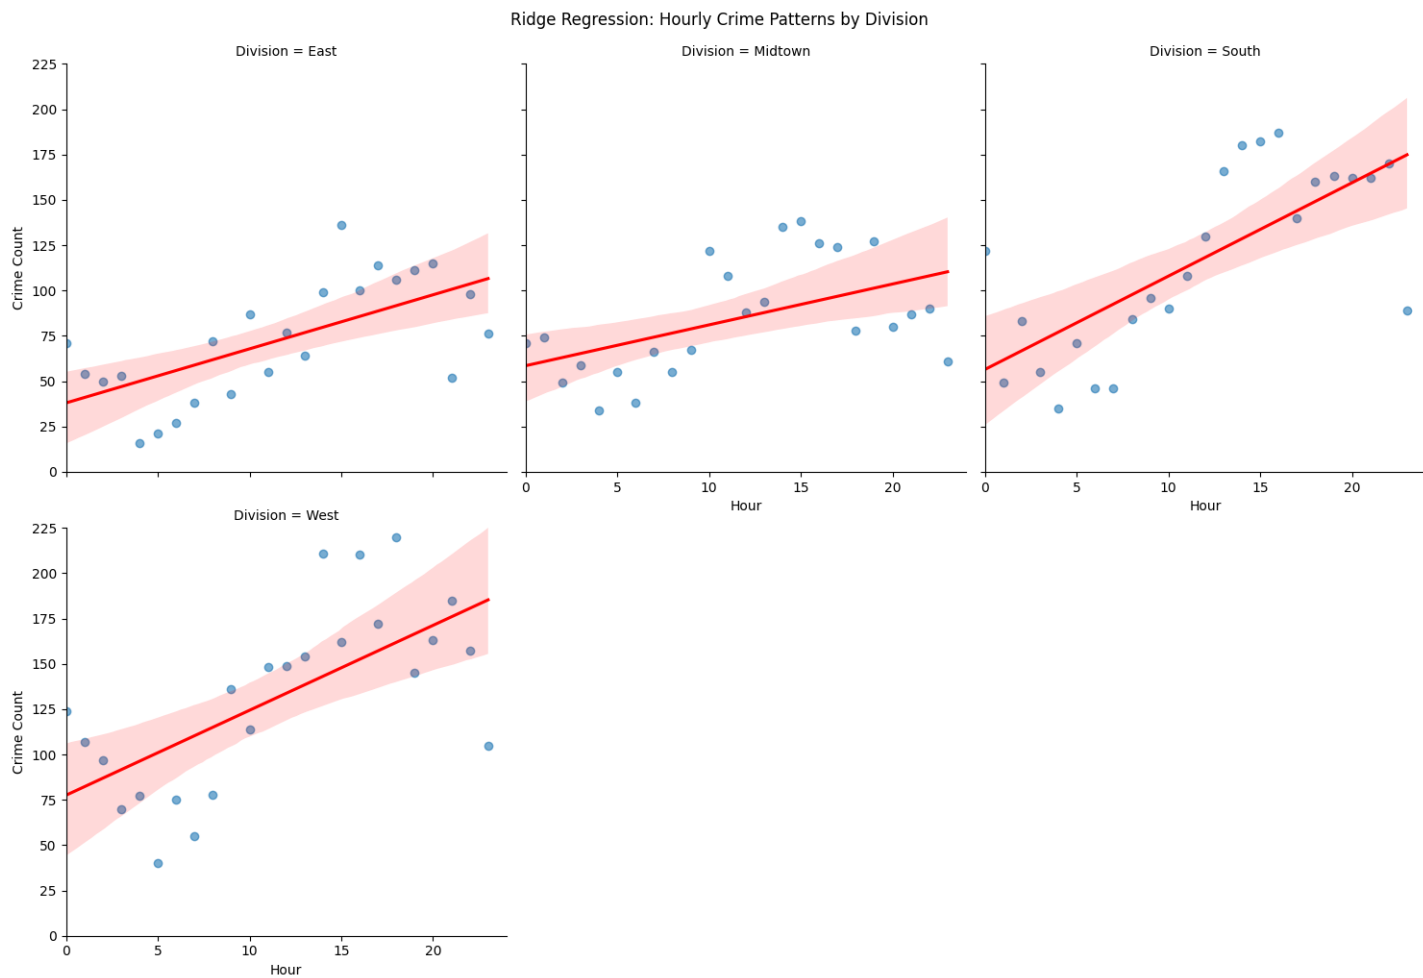 Ridge Regression: Hourly Crime Patterns by Division
Division = East
Division = Midtown
Division = South
225
200
175
150
125
100
75
50
25
0
Crime Count
0 5 10 15 20
Hour
0 5 10 15 20
Hour
Division = West
225
200
175
150
125
100
75
50
25
0
Crime Count
0 5 10 15 20
Hour